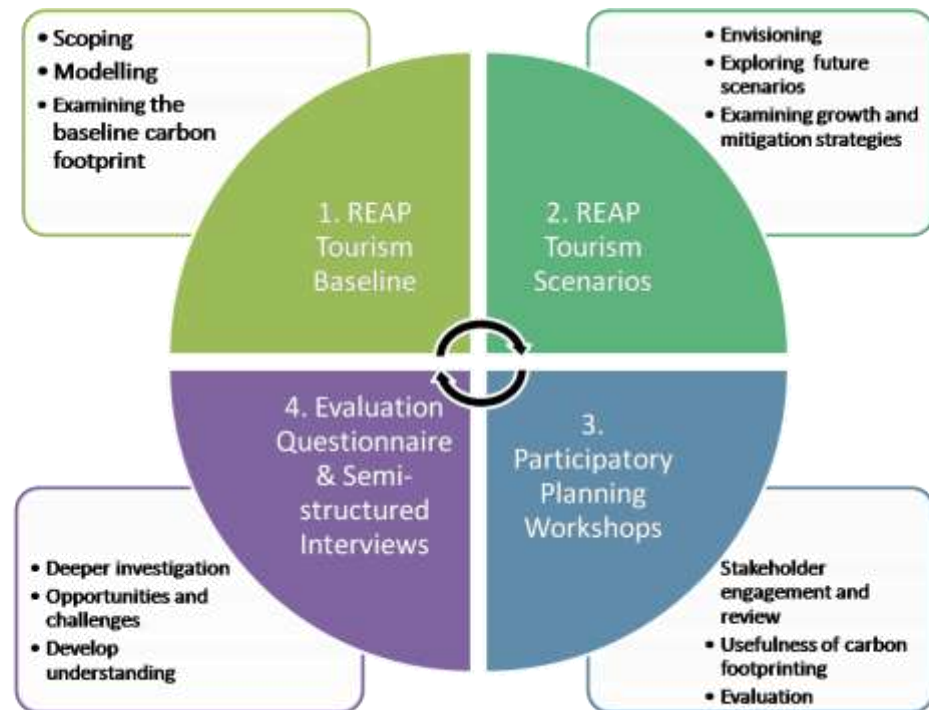 • Scoping
• Modelling
• Examining the
baseline carbon
footprint
• Envisioning
• Exploring future
scenarios
• Examining growth and
mitigation strategies
1. REAP
Tourism
Baseline
2. REAP
Tourism
Scenarios
4. Evaluation
Questionnaire
& Semi-
structured
Interviews
3.
Participatory
Planning
Workshops
• Deeper investigation
• Opportunities and
challenges
• Develop
understanding
Stakeholder
engagement and
review
• Usefulness of carbon
footprinting
• Evaluation